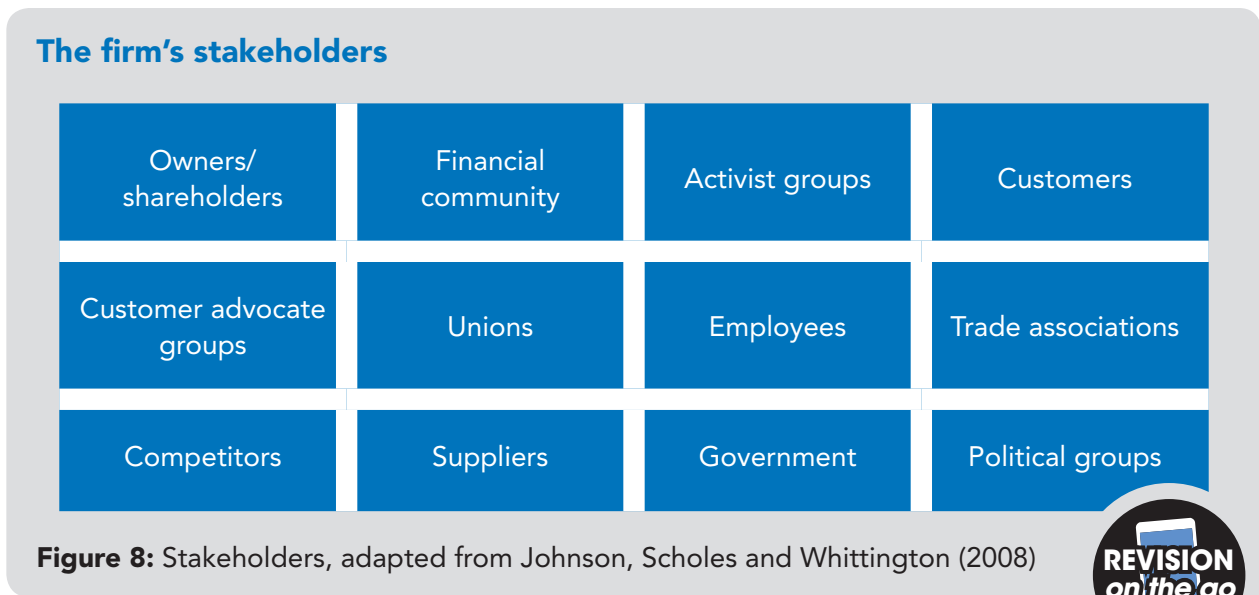 The firm's stakeholders
Owners/
shareholders
Financial
community
Activist groups
Customers
Customer advocate
groups
Unions
Employees
Trade associations
Competitors
Suppliers
Government
Political groups
Figure 8: Stakeholders, adapted from Johnson, Scholes and Whittington (2008)
REVISION
on the go